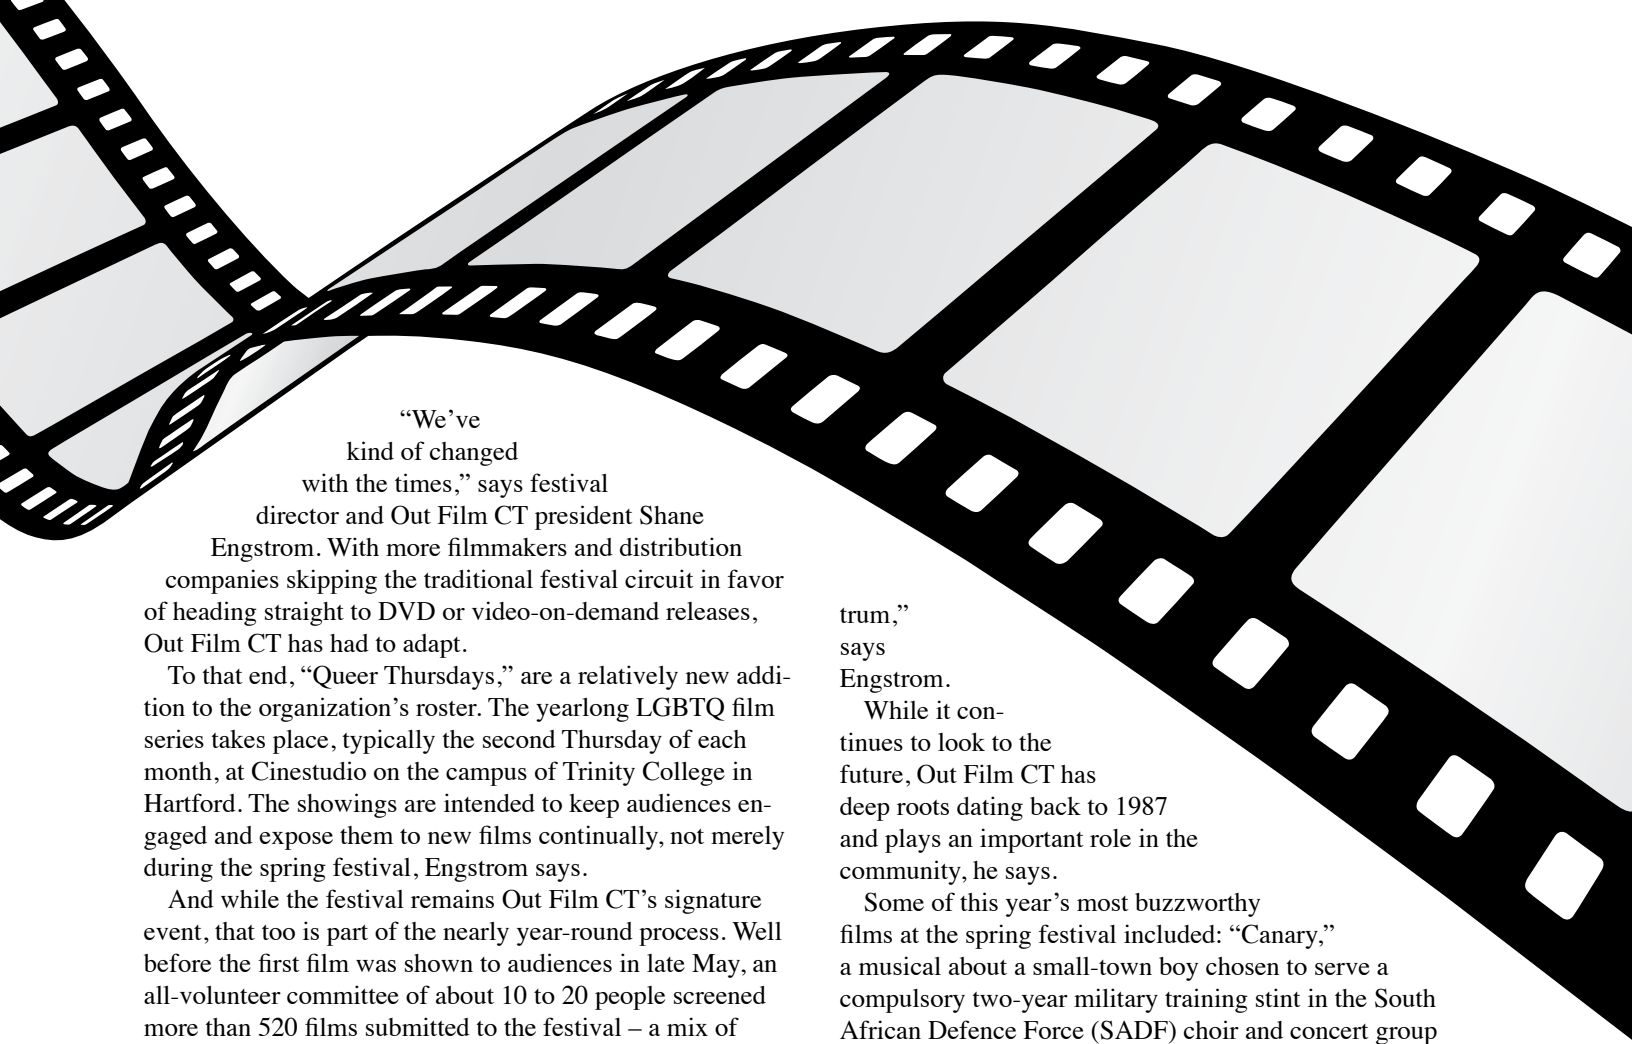 “We’ve
kind of changed
with the times,” says festival
director and Out Film CT president Shane
Engstrom. With more filmmakers and distribution
companies skipping the traditional festival circuit in favor
of heading straight to DVD or video-on-demand releases,
Out Film CT has had to adapt.
To that end, “Queer Thursdays,” are a relatively new addi-
tion to the organization’s roster. The yearlong LGBTQ film
series takes place, typically the second Thursday of each
month, at Cinestudio on the campus of Trinity College in
Hartford. The showings are intended to keep audiences en-
gaged and expose them to new films continually, not merely
during the spring festival, Engstrom says.
And while the festival remains Out Film CT’s signature
event, that too is part of the nearly year-round process. Well
before the first film was shown to audiences in late May, an
all-volunteer committee of about 10 to 20 people screened
more than 520 films submitted to the festival – a mix of
trum,”
says
Engstrom.
While it con-
tinues to look to the
future, Out Film CT has
deep roots dating back to 1987
and plays an important role in the
community, he says.
Some of this year’s most buzzworthy
films at the spring festival included: “Canary,”
a musical about a small-town boy chosen to serve a
compulsory two-year military training stint in the South
African Defence Force (SADF) choir and concert group